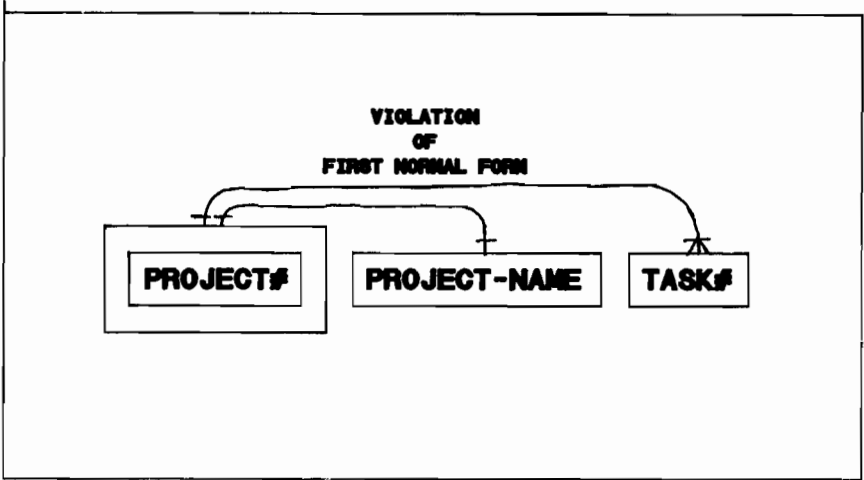 VIOLATION
OF
FIRST NORMAL FORM
PROJECT# PROJECT-NAME TASK#